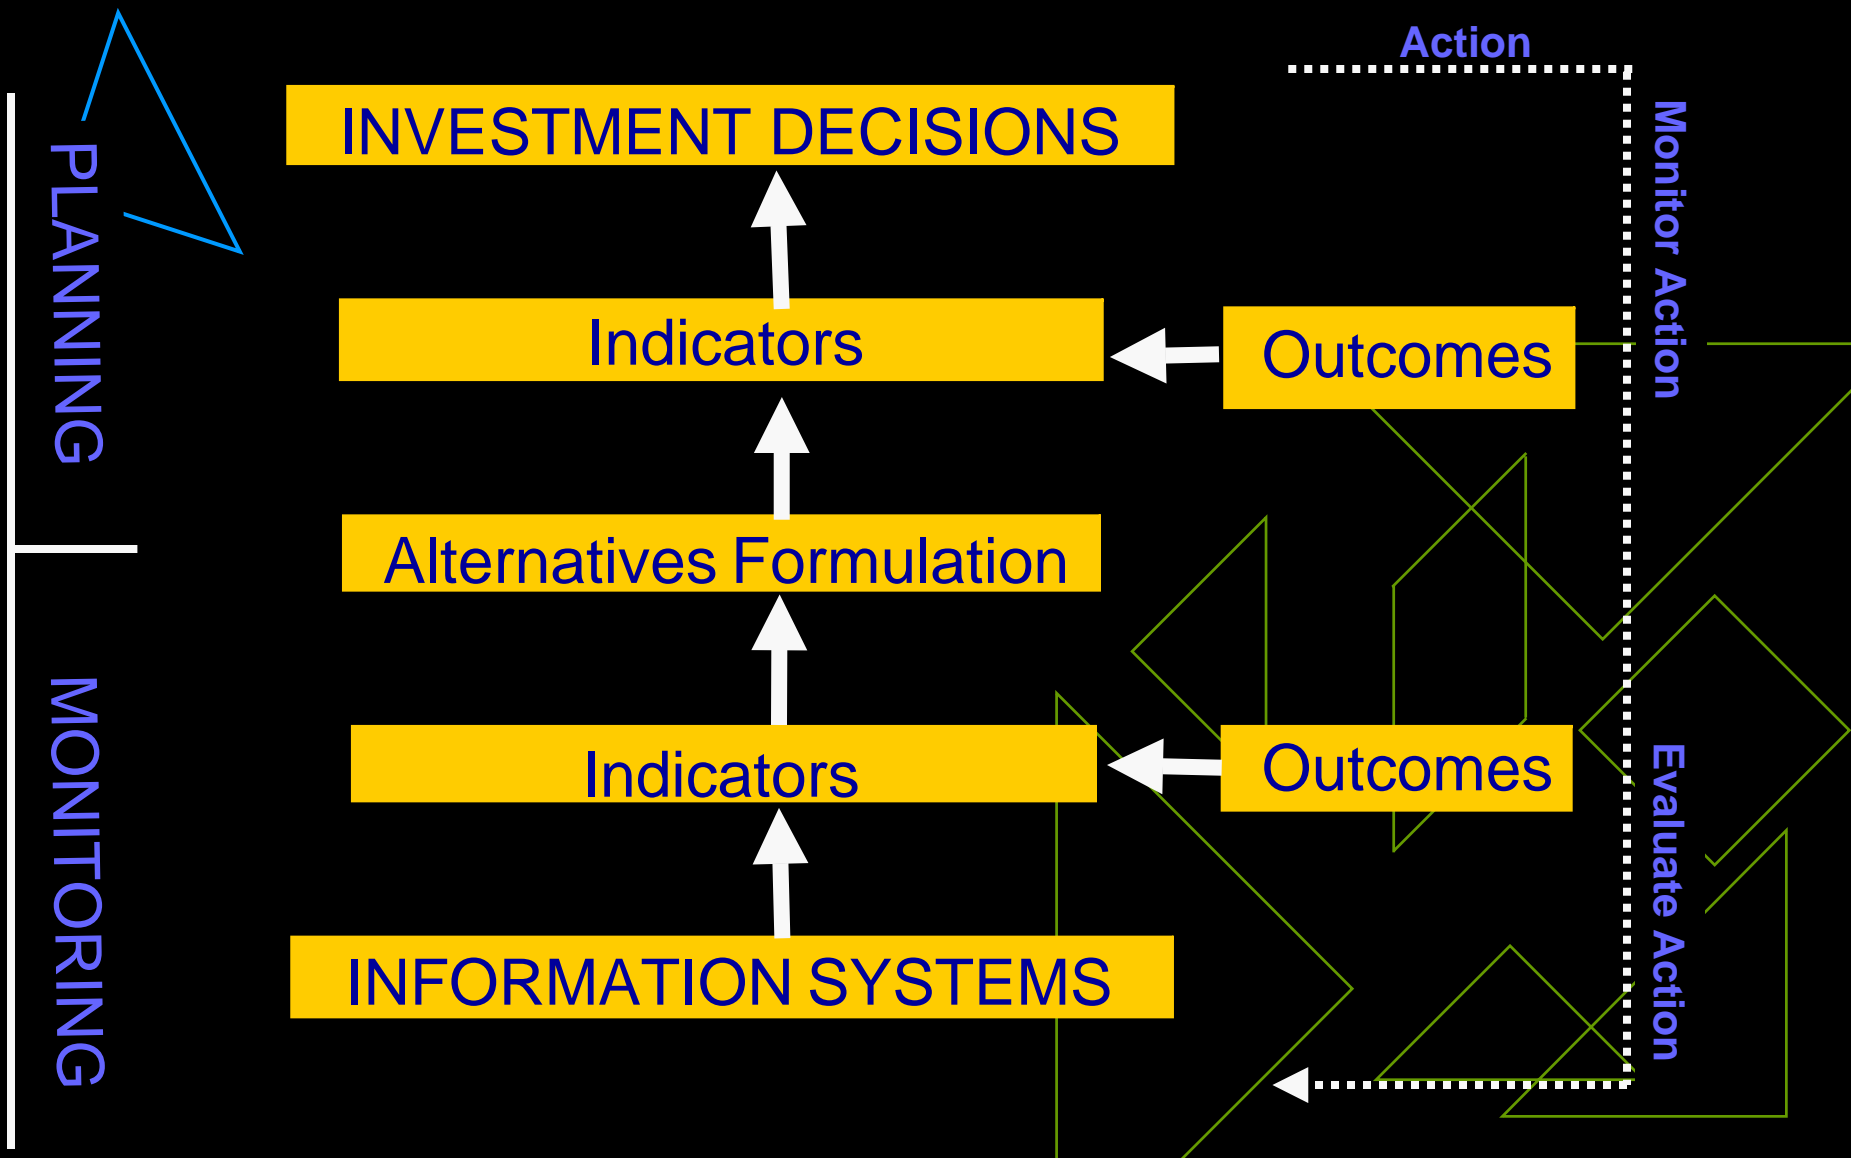 Action
INVESTMENT DECISIONS
PLANNING
Monitor Action
Indicators
Outcomes
Alternatives Formulation
MONITORING
Indicators
Outcomes
Evaluate Action
INFORMATION SYSTEMS